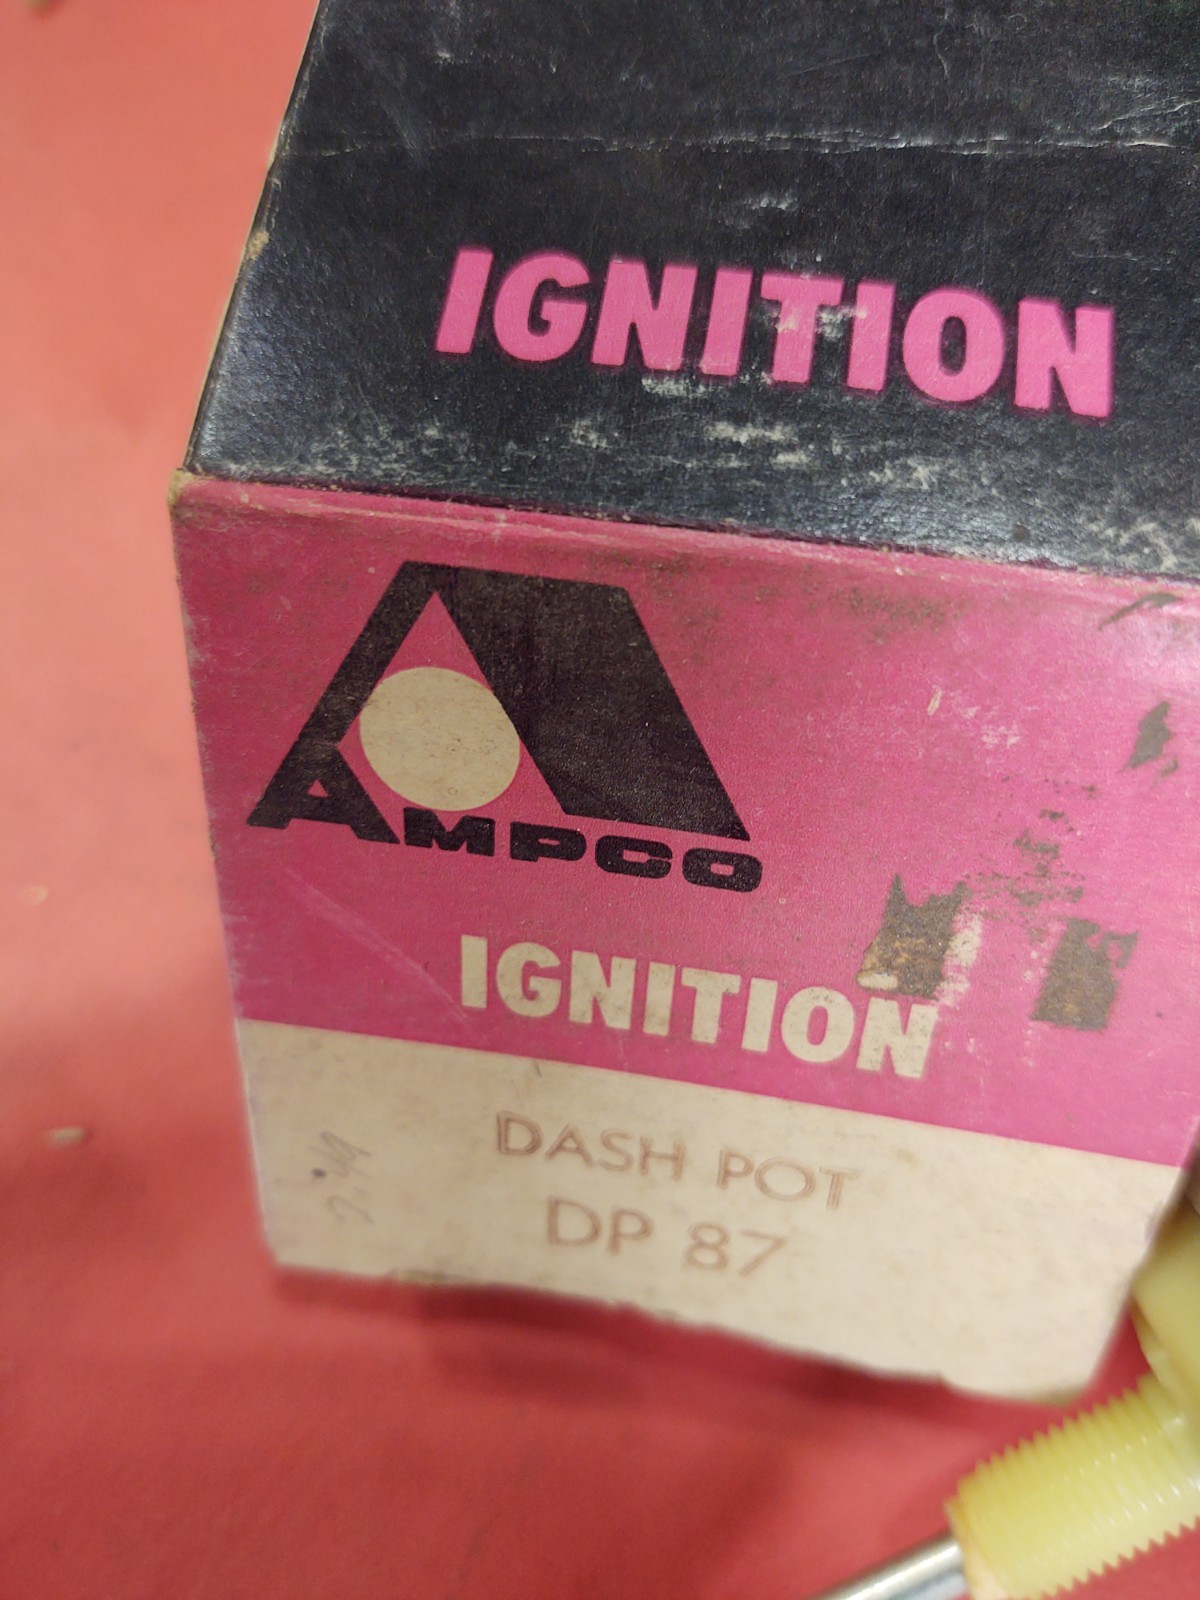 IGNITION
AMPCO
IGNITION
DASH POT
DP 87